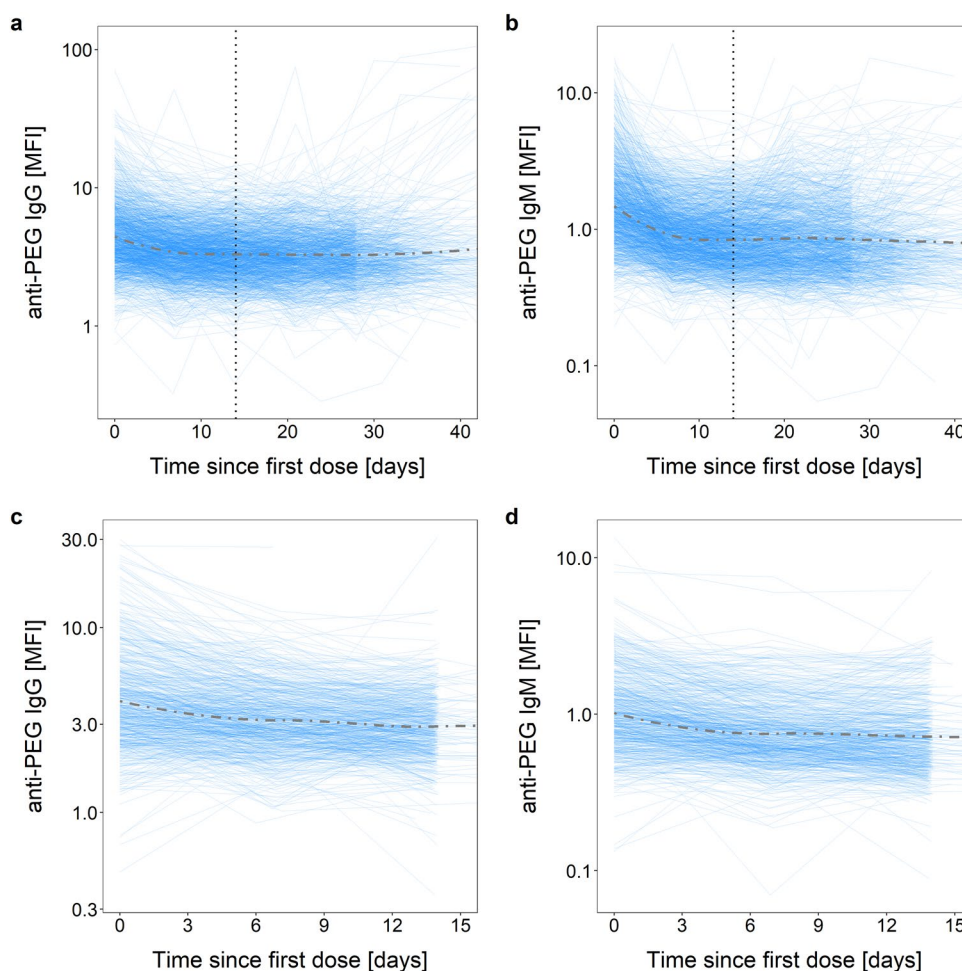 a
anti-PEG IgG [MFI]
100
10
1
0 10 20 30 40
Time since first dose [days]
b
anti-PEG IgM [MFI]
10.0
1.0
0.1
0 10 20 30 40
Time since first dose [days]
c
anti-PEG IgG [MFI]
30.0
10.0
3.0
1.0
0.3
0 3 6 9 12 15
Time since first dose [days]
d
anti-PEG IgM [MFI]
10.0
1.0
0.1
0 3 6 9 12 15
Time since first dose [days]